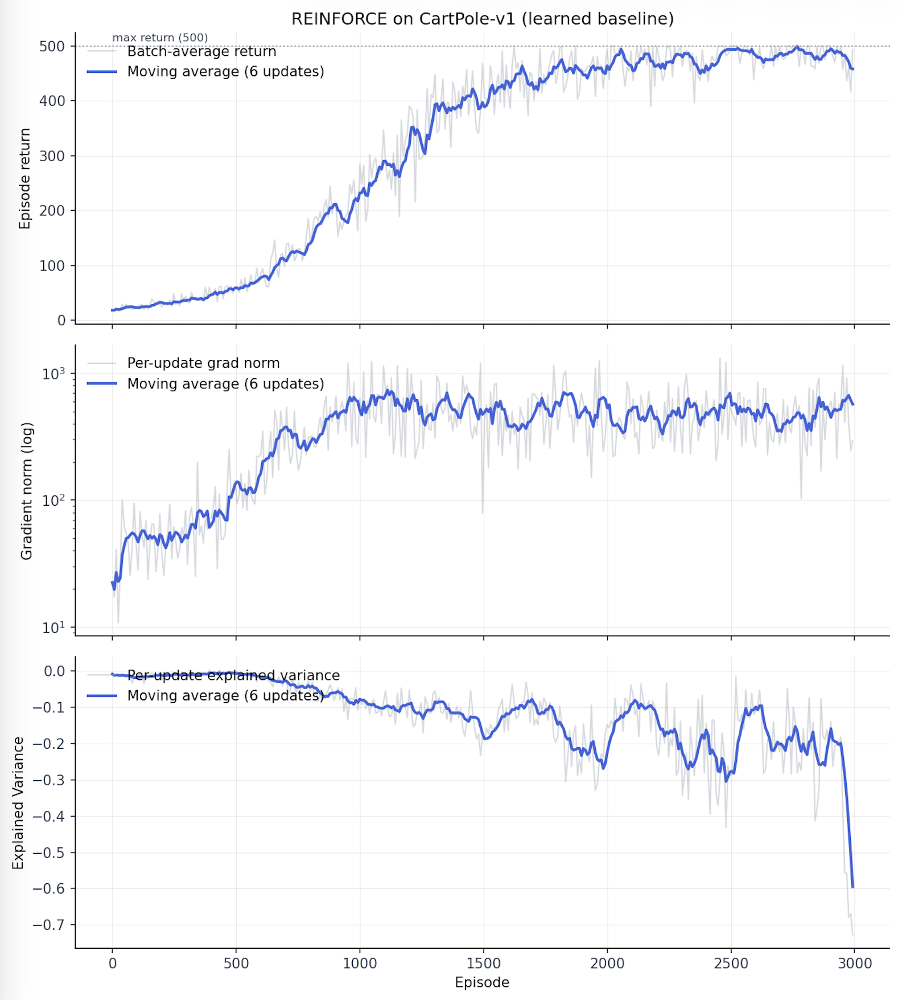 REINFORCE on CartPole-v1 (learned baseline)
max return (500)
Batch-average return
Moving average (6 updates)
500
400
300
200
100
0
Episode return
Per-update grad norm
Moving average (6 updates)
10³
10²
10¹
Gradient norm (log)
Per-update explained variance
Moving average (6 updates)
0.0
−0.1
−0.2
−0.3
−0.4
−0.5
−0.6
−0.7
Explained Variance
0 500 1000 1500 2000 2500 3000
Episode